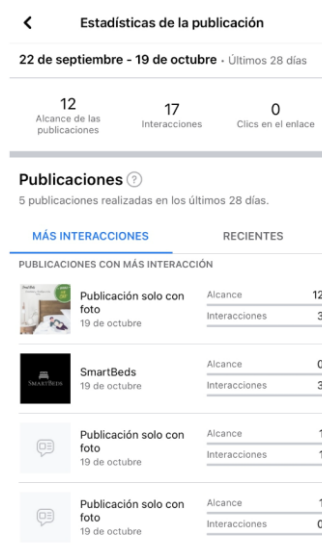 Estadísticas de la publicación
22 de septiembre - 19 de octubre · Últimos 28 días
12
Alcance de las
publicaciones
17
Interacciones
0
Clics en el enlace
Publicaciones
5 publicaciones realizadas en los últimos 28 días.
MÁS INTERACCIONES
RECIENTES
PUBLICACIONES CON MÁS INTERACCIÓN
Publicación solo con
foto
19 de octubre
Alcance 12
Interacciones 3
SMARTBEDS
SmartBeds
19 de octubre
Alcance 0
Interacciones 3
Publicación solo con
foto
19 de octubre
Alcance 1
Interacciones 1
Publicación solo con
foto
19 de octubre
Alcance 1
Interacciones 0